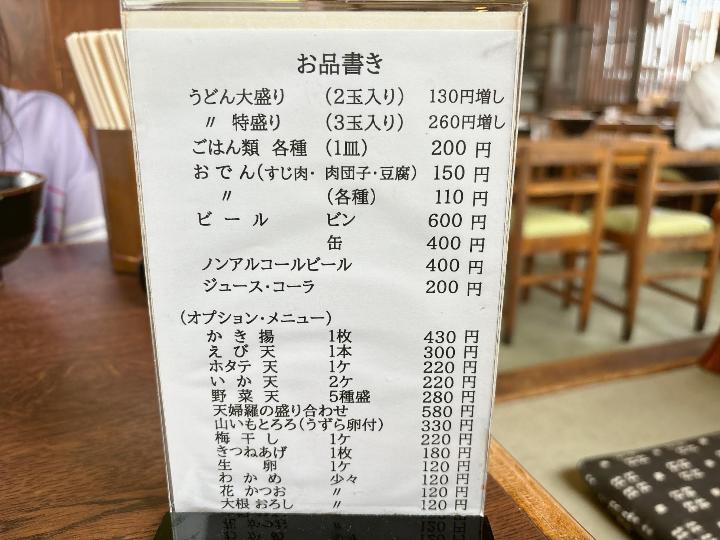 お品書き
うどん大盛り (2玉入り) 130円増し
〃 特盛り (3玉入り) 260円増し
ごはん類 各種 (1皿) 200 円
おでん(すじ肉・肉団子・豆腐) 150 円
〃 (各種) 110 円
ビール ビン 600 円
缶 400 円
ノンアルコールビール 400 円
ジュース・コーラ 200 円
(オプション・メニュー)
かき揚 1枚 430 円
えび天 1本 300 円
ホタテ天 1ケ 220 円
いか天 2ケ 220 円
野菜天 5種盛 280 円
天婦羅の盛り合わせ 580 円
山いもとろろ(うずら卵付) 330 円
梅干し 1ケ 220 円
きつねあげ 1枚 180 円
生卵 1ケ 120 円
わかめ 少々 120 円
花かつお 〃 120 円
大根おろし 〃 120 円